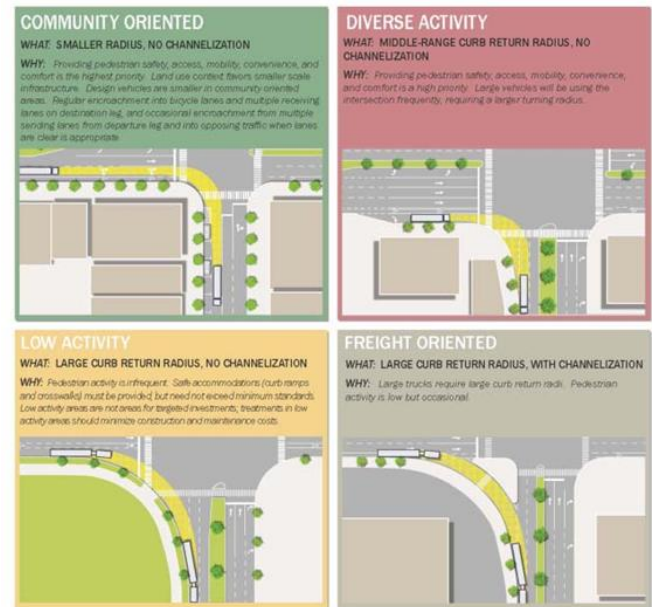 COMMUNITY ORIENTED
WHAT: SMALLER RADIUS, NO CHANNELIZATION
WHY: Providing pedestrian safety, access, mobility, convenience, and
comfort is the highest priority. Land use context favors smaller scale
infrastructure. Design vehicles are smaller in community oriented
areas. Regular encroachment into bicycle lanes and multiple receiving
lanes on destination leg, and occasional encroachment from multiple
sending lanes from departure leg and into opposing traffic when lanes
are clear is appropriate.
DIVERSE ACTIVITY
WHAT: MIDDLE-RANGE CURB RETURN RADIUS, NO
CHANNELIZATION
WHY: Providing pedestrian safety, access, mobility, convenience,
and comfort is a high priority. Large vehicles will be using the
intersection frequently, requiring a larger turning radius.
LOW ACTIVITY
WHAT: LARGE CURB RETURN RADIUS, NO CHANNELIZATION
WHY: Pedestrian activity is infrequent. Safe accommodations (curb ramps
and crosswalks) must be provided, but need not exceed minimum standards.
Low activity areas are not areas for targeted investments; treatments in low
activity areas should minimize construction and maintenance costs.
FREIGHT ORIENTED
WHAT: LARGE CURB RETURN RADIUS, WITH CHANNELIZATION
WHY: Large trucks require large curb return radii. Pedestrian
activity is low but occasional.